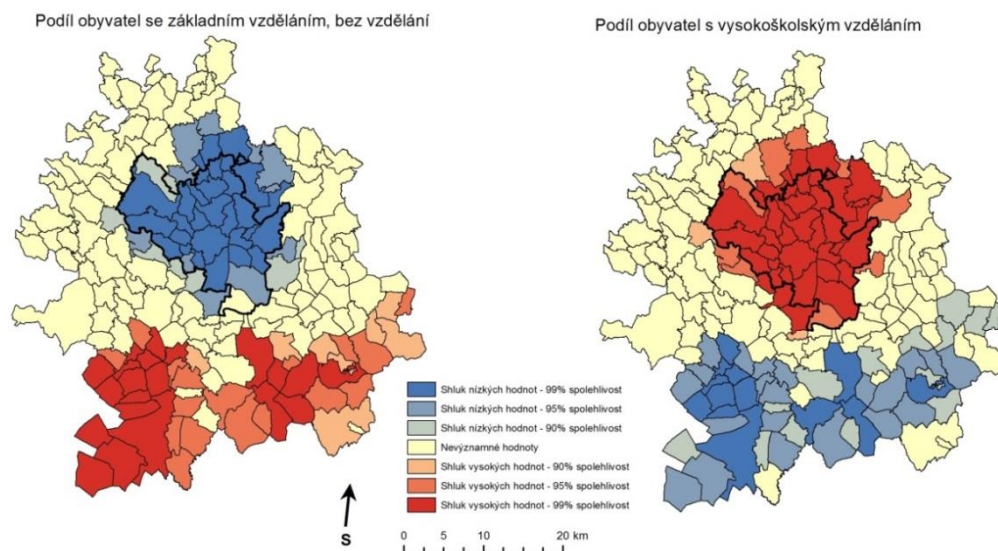 Podíl obyvatel se základním vzděláním, bez vzdělání
Podíl obyvatel s vysokoškolským vzděláním
Shluk nízkých hodnot - 99% spolehlivost
Shluk nízkých hodnot - 95% spolehlivost
Shluk nízkých hodnot - 90% spolehlivost
Nevýznamné hodnoty
Shluk vysokých hodnot - 90% spolehlivost
Shluk vysokých hodnot - 95% spolehlivost
Shluk vysokých hodnot - 99% spolehlivost
S
0 5 10 20 km